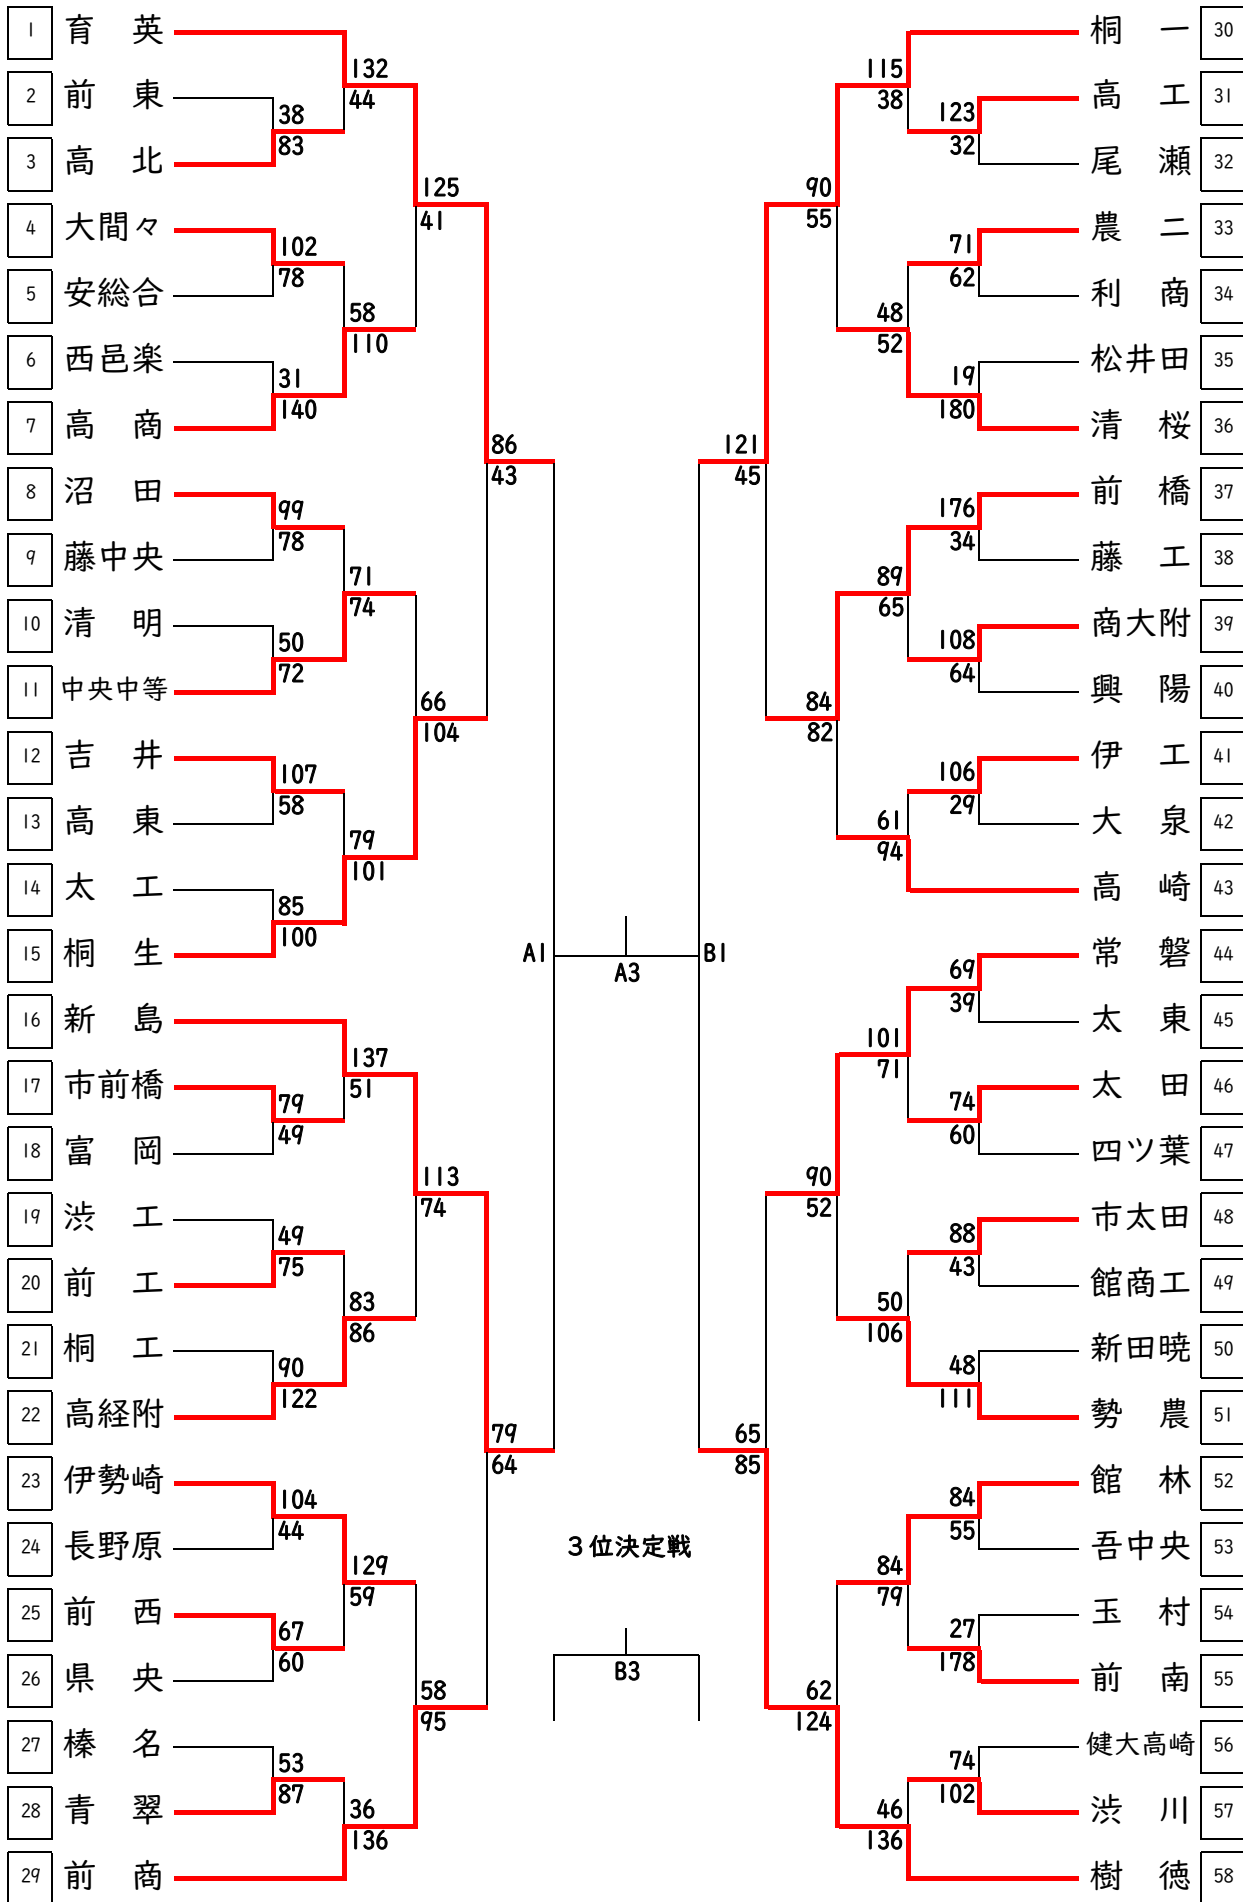 1 育 英
132
2 前 東
44
38
83
3 高 北
125
41
4 大間々
102
78
5 安総合
58
110
6 西邑楽
31
140
7 高 商
86
43
8 沼 田
99
78
9 藤中央
71
74
10 清 明
50
72
11 中央中等
66
104
12 吉 井
107
58
13 高 東
79
101
14 太 工
85
100
15 桐 生
A1
16 新 島
137
51
17 市前橋
79
49
18 富 岡
113
74
19 渋 工
49
75
20 前 工
83
86
21 桐 工
90
122
22 高経附
79
64
23 伊勢崎
104
44
24 長野原
129
59
25 前 西
67
60
26 県 央
58
95
27 榛 名
53
87
28 青 翠
36
136
29 前 商
A3
3位決定戦
B3
桐 一 30
115
38
高 工 31
123
32
尾 瀬 32
90
55
農 二 33
71
62
利 商 34
48
52
松井田 35
19
180
清 桜 36
121
45
前 橋 37
176
34
藤 工 38
89
65
商大附 39
108
64
興 陽 40
84
82
伊 工 41
106
29
大 泉 42
61
94
高 崎 43
B1
常 磐 44
69
39
太 東 45
101
71
太 田 46
74
60
四ツ葉 47
90
52
市太田 48
88
43
館商工 49
50
106
新田暁 50
48
111
勢 農 51
65
85
館 林 52
84
55
吾中央 53
84
79
玉 村 54
27
178
前 南 55
62
124
健大高崎 56
74
102
渋 川 57
46
136
樹 徳 58